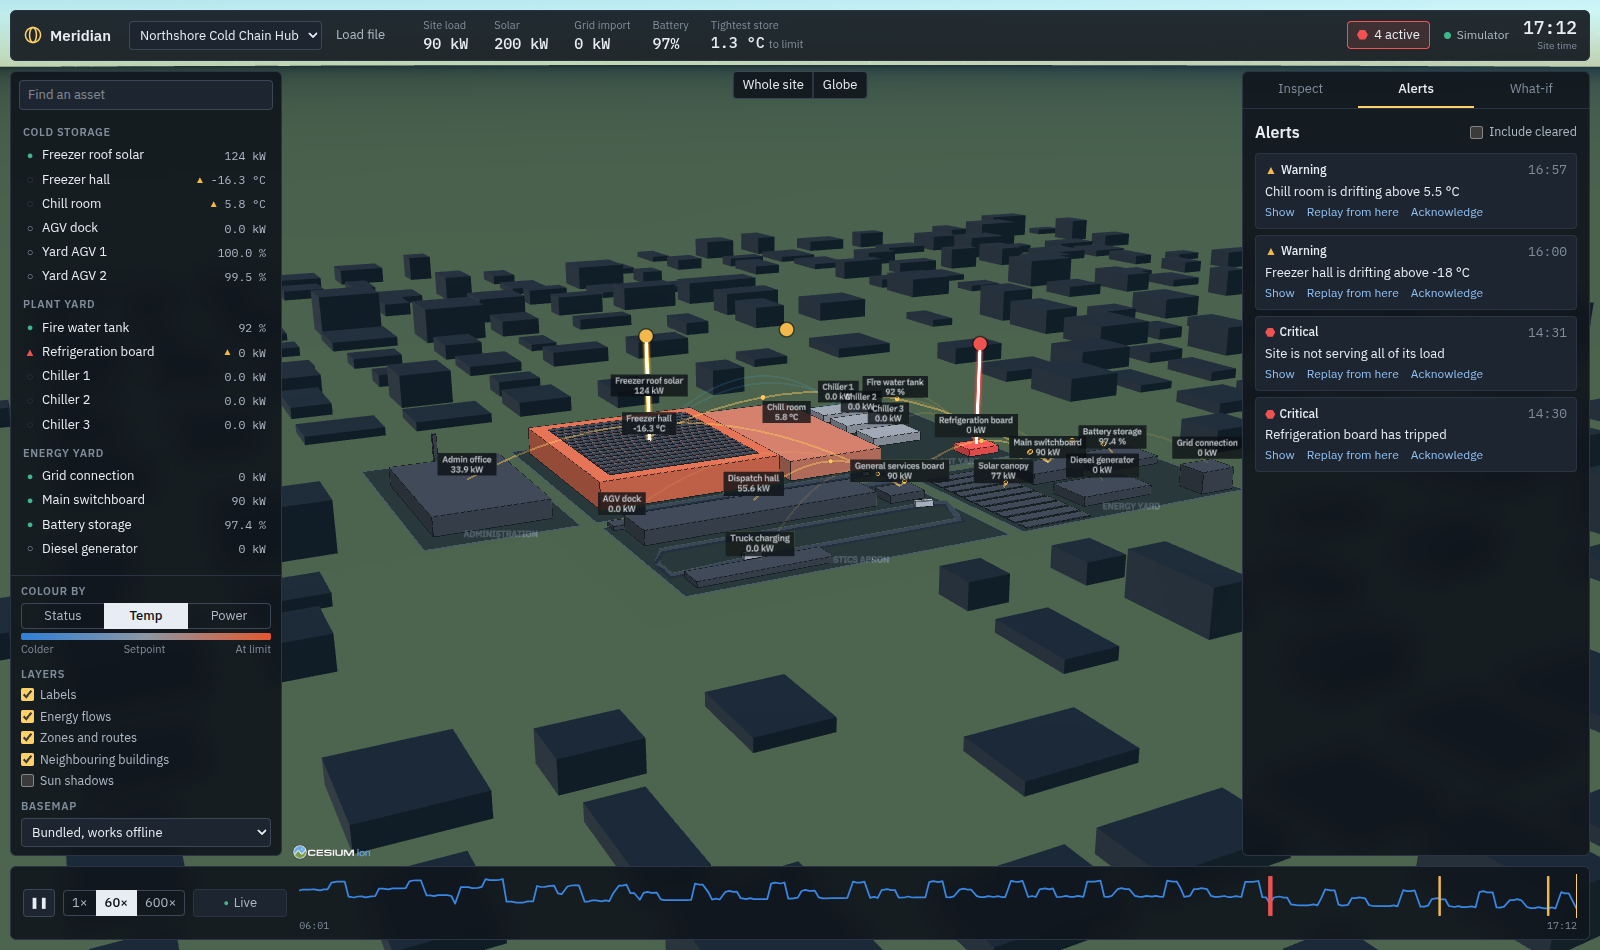 Meridian
Northshore Cold Chain Hub
Load file
Site load
90 kW
Solar
200 kW
Grid import
0 kW
Battery
97%
Tightest store
1.3 °C to limit
4 active
Simulator
17:12
Site time
Find an asset
COLD STORAGE
Freezer roof solar 124 kW
Freezer hall -16.3 °C
Chill room 5.8 °C
AGV dock 0.0 kW
Yard AGV 1 100.0 %
Yard AGV 2 99.5 %
PLANT YARD
Fire water tank 92 %
Refrigeration board 0 kW
Chiller 1 0.0 kW
Chiller 2 0.0 kW
Chiller 3 0.0 kW
ENERGY YARD
Grid connection 0 kW
Main switchboard 90 kW
Battery storage 97.4 %
Diesel generator 0 kW
COLOUR BY
Status Temp Power
Colder Setpoint At limit
LAYERS
Labels
Energy flows
Zones and routes
Neighbouring buildings
Sun shadows
BASEMAP
Bundled, works offline
Whole site Globe
Freezer roof solar
124 kW
Freezer hall
-16.3 °C
Chill room
5.8 °C
Chiller 1
0.0 kW
Chiller 2
0.0 kW
Fire water tank
92 %
Chiller 3
0.0 kW
Refrigeration board
0 kW
Main switchboard
90 kW
Battery storage
97.4 %
Grid connection
0 kW
Admin office
33.9 kW
General services board
90 kW
Solar canopy
77 kW
Diesel generator
0 kW
Dispatch hall
55.6 kW
AGV dock
0.0 kW
Truck charging
0.0 kW
ADMINISTRATION
ENERGY YARD
STICS APRON
CESIUM ion
Inspect Alerts What-if
Alerts
Include cleared
Warning 16:57
Chill room is drifting above 5.5 °C
Show Replay from here Acknowledge
Warning 16:00
Freezer hall is drifting above -18 °C
Show Replay from here Acknowledge
Critical 14:31
Site is not serving all of its load
Show Replay from here Acknowledge
Critical 14:30
Refrigeration board has tripped
Show Replay from here Acknowledge
1× 60× 600×
Live
06:01
17:12